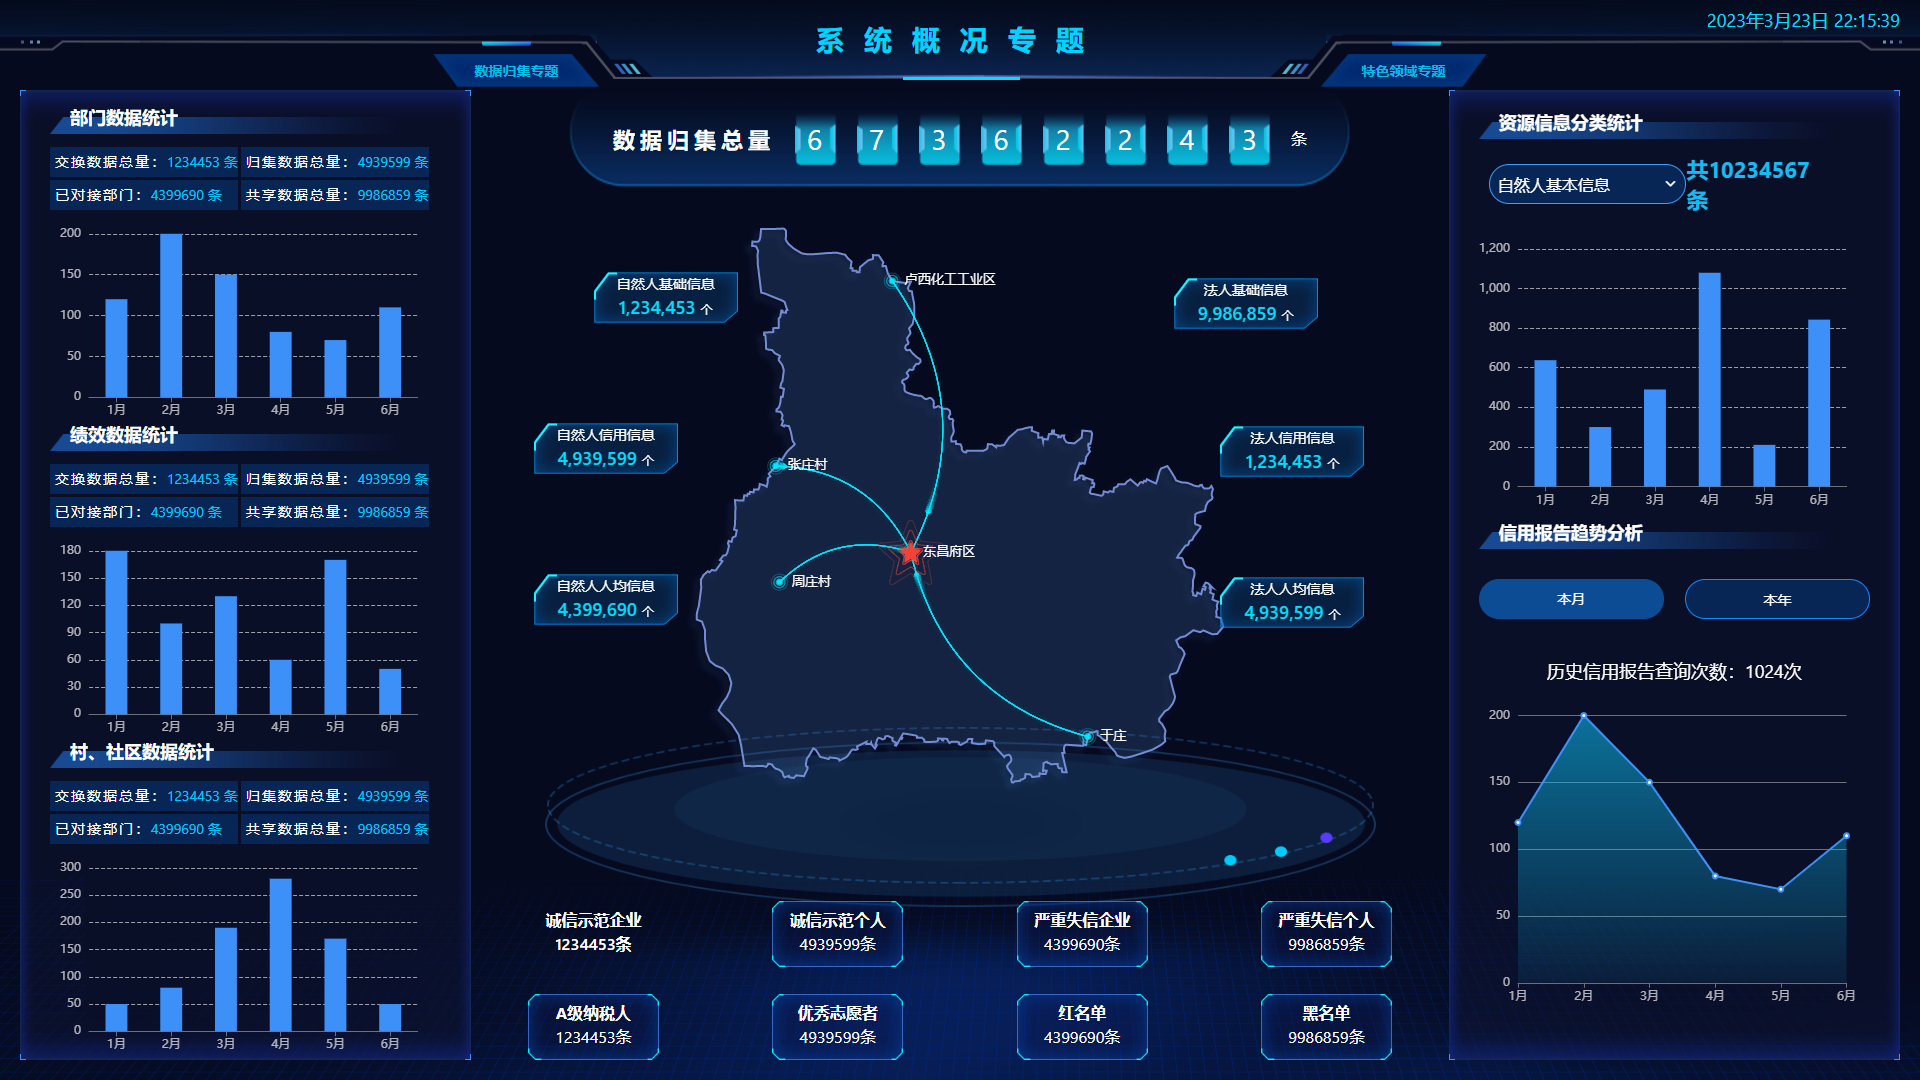 系统概况专题
2023年3月23日 22:15:39
数据归集专题
特色领域专题
部门数据统计
交换数据总量：1234453 条 归集数据总量：4939599 条
已对接部门：4399690 条 共享数据总量：9986859 条
200
150
100
50
0
1月 2月 3月 4月 5月 6月
绩效数据统计
交换数据总量：1234453 条 归集数据总量：4939599 条
已对接部门：4399690 条 共享数据总量：9986859 条
180
150
120
90
60
30
0
1月 2月 3月 4月 5月 6月
村、社区数据统计
交换数据总量：1234453 条 归集数据总量：4939599 条
已对接部门：4399690 条 共享数据总量：9986859 条
300
250
200
150
100
50
0
1月 2月 3月 4月 5月 6月
数据归集总量 6 7 3 6 2 2 4 3 条
自然人基础信息
1,234,453 个
自然人信用信息
4,939,599 个
自然人人均信息
4,399,690 个
卢西化工工业区
张庄村
东昌府区
周庄村
于庄
法人基础信息
9,986,859 个
法人信用信息
1,234,453 个
法人人均信息
4,939,599 个
诚信示范企业
1234453条
诚信示范个人
4939599条
严重失信企业
4399690条
严重失信个人
9986859条
A级纳税人
1234453条
优秀志愿者
4939599条
红名单
4399690条
黑名单
9986859条
资源信息分类统计
自然人基本信息
共10234567
条
1,200
1,000
800
600
400
200
0
1月 2月 3月 4月 5月 6月
信用报告趋势分析
本月
本年
历史信用报告查询次数：1024次
200
150
100
50
0
1月 2月 3月 4月 5月 6月